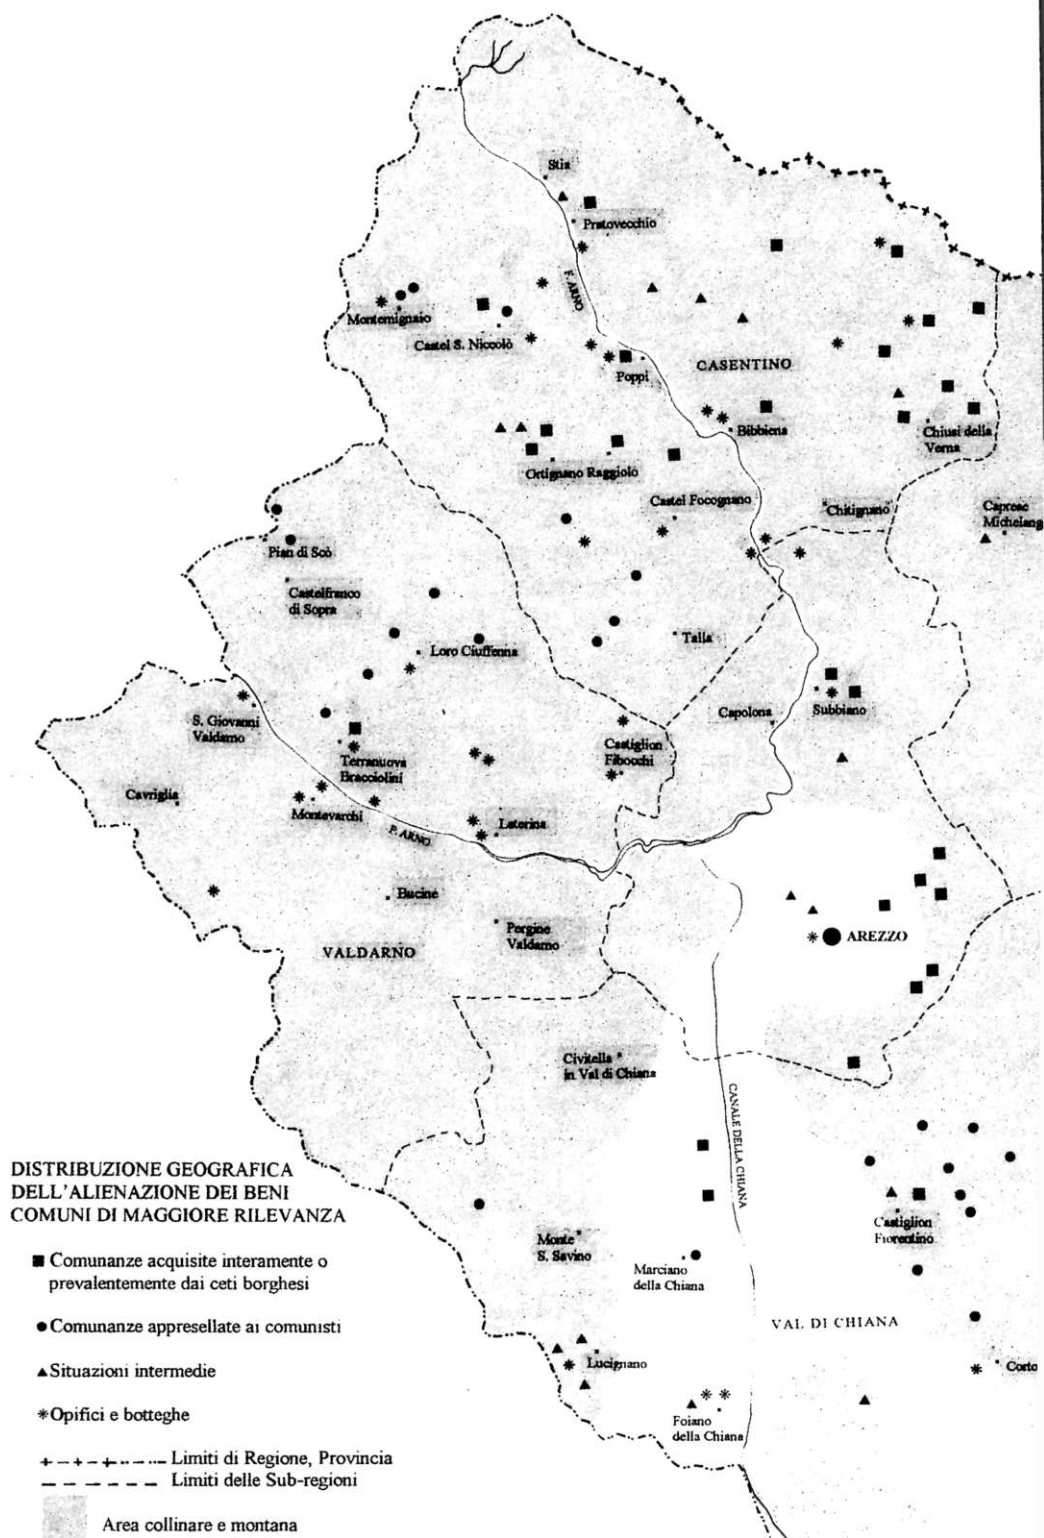 Stia
Pratovecchio
F. ARNO
Montemignaio
Castel S. Niccolò
Poppi
CASENTINO
Bibbiena
Chiusi della
Verna
Ortignano Raggiolo
Castel Focognano
Chitignano
Caprese
Michelang
Pian di Scò
Castelfranco
di Sopra
Loro Ciuffenna
Talla
S. Giovanni
Valdarno
Capolona
Subbiano
Terranuova
Bracciolini
Castiglion
Fibocchi
Cavriglia
Montevarchi
F. ARNO
Laterina
Bucine
Pergine
Valdarno
VALDARNO
AREZZO
Civitella
in Val di Chiana
CANALE DELLA CHIANA
Castiglion
Fiorentino
Monte
S. Savino
Marciano
della Chiana
VAL DI CHIANA
Lucignano
Corto
Foiano
della Chiana
DISTRIBUZIONE GEOGRAFICA
DELL'ALIENAZIONE DEI BENI
COMUNI DI MAGGIORE RILEVANZA
Comunanze acquisite interamente o
prevalentemente dai ceti borghesi
Comunanze appresellate ai comunisti
Situazioni intermedie
Opifici e botteghe
Limiti di Regione, Provincia
Limiti delle Sub-regioni
Area collinare e montana